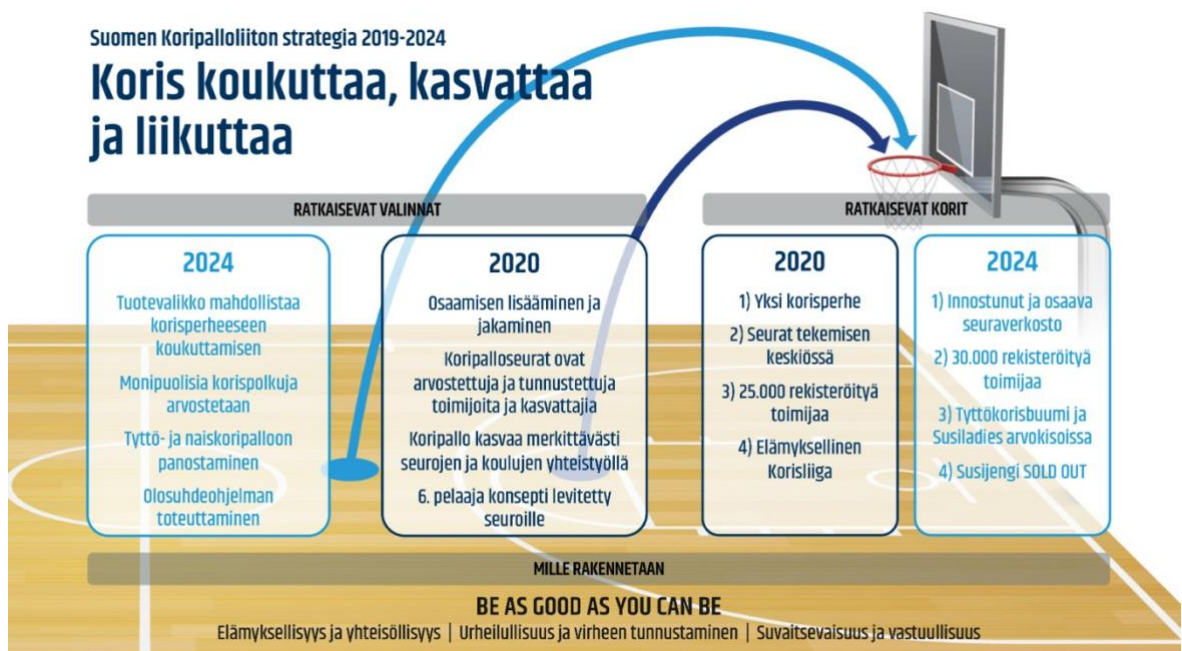 Suomen Koripalloliiton strategia 2019-2024
Koris koukuttaa, kasvattaa
ja liikuttaa
RATKAISEVAT VALINNAT
2024
Tuotevalikko mahdollistaa
korisperheeseen
koukuttamisen
Monipuolisia korispolkuja
arvostetaan
Tyttö- ja naiskoripalloon
panostaminen
Olosuhdeohjelman
toteuttaminen
2020
Osaamisen lisääminen ja
jakaminen
Koripalloseurat ovat
arvostettuja ja tunnustettuja
toimijoita ja kasvattajia
Koripallo kasvaa merkittävästi
seurojen ja koulujen yhteistyöllä
6. pelaaja konsepti levitetty
seuroille
RATKAISEVAT KORIT
2020
1) Yksi korisperhe
2) Seurat tekemisen
keskiössä
3) 25.000 rekisteröityä
toimijaa
4) Elämyksellinen
Korisliiga
2024
1) Innostunut ja osaava
seuraverkosto
2) 30.000 rekisteröityä
toimijaa
3) Tyttökorisbuumi ja
Susiladies arvokisoissa
4) Susijengi SOLD OUT
MILLE RAKENNETAAN
BE AS GOOD AS YOU CAN BE
Elämyksellisyys ja yhteisöllisyys | Urheilullisuus ja virheen tunnustaminen | Suvaitsevaisuus ja vastuullisuus